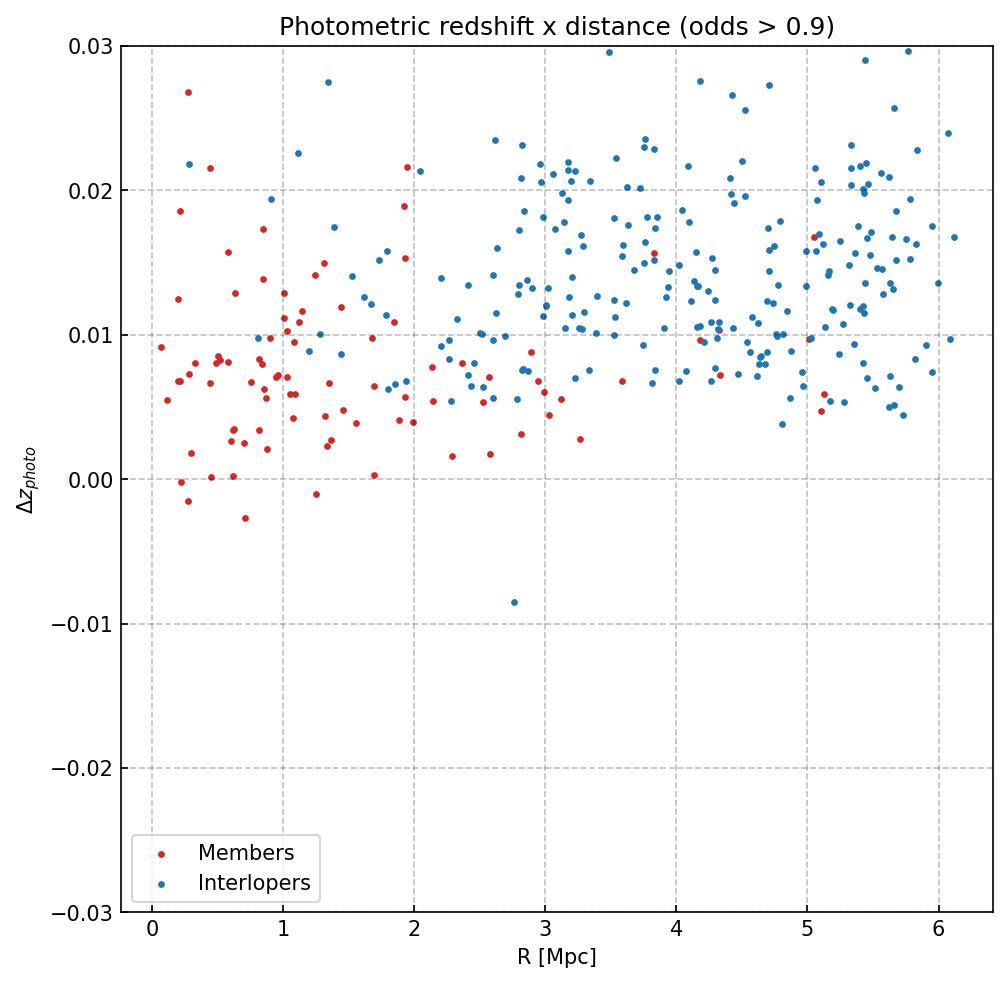 Photometric redshift x distance (odds > 0.9)
0.03
0.02
0.01
0.00
−0.01
−0.02
−0.03
Δz_photo
Members
Interlopers
0 1 2 3 4 5 6
R [Mpc]